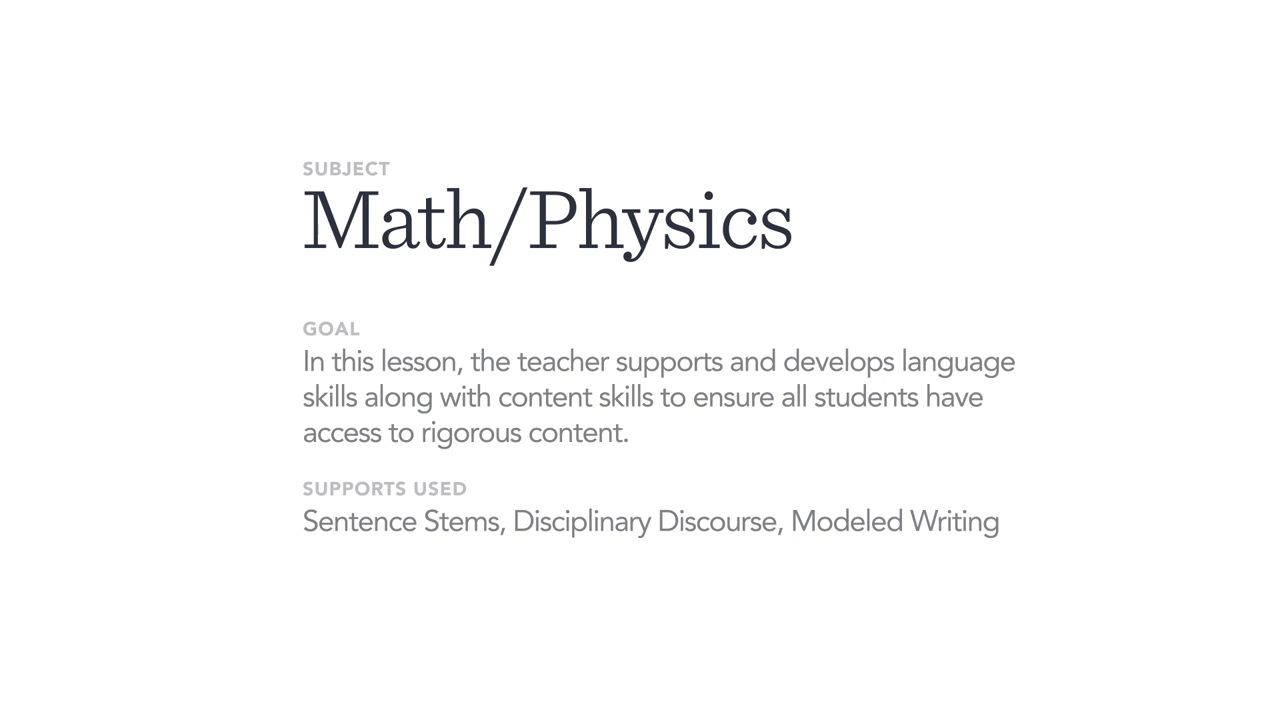 SUBJECT
Math/Physics
GOAL
In this lesson, the teacher supports and develops language
skills along with content skills to ensure all students have
access to rigorous content.
SUPPORTS USED
Sentence Stems, Disciplinary Discourse, Modeled Writing